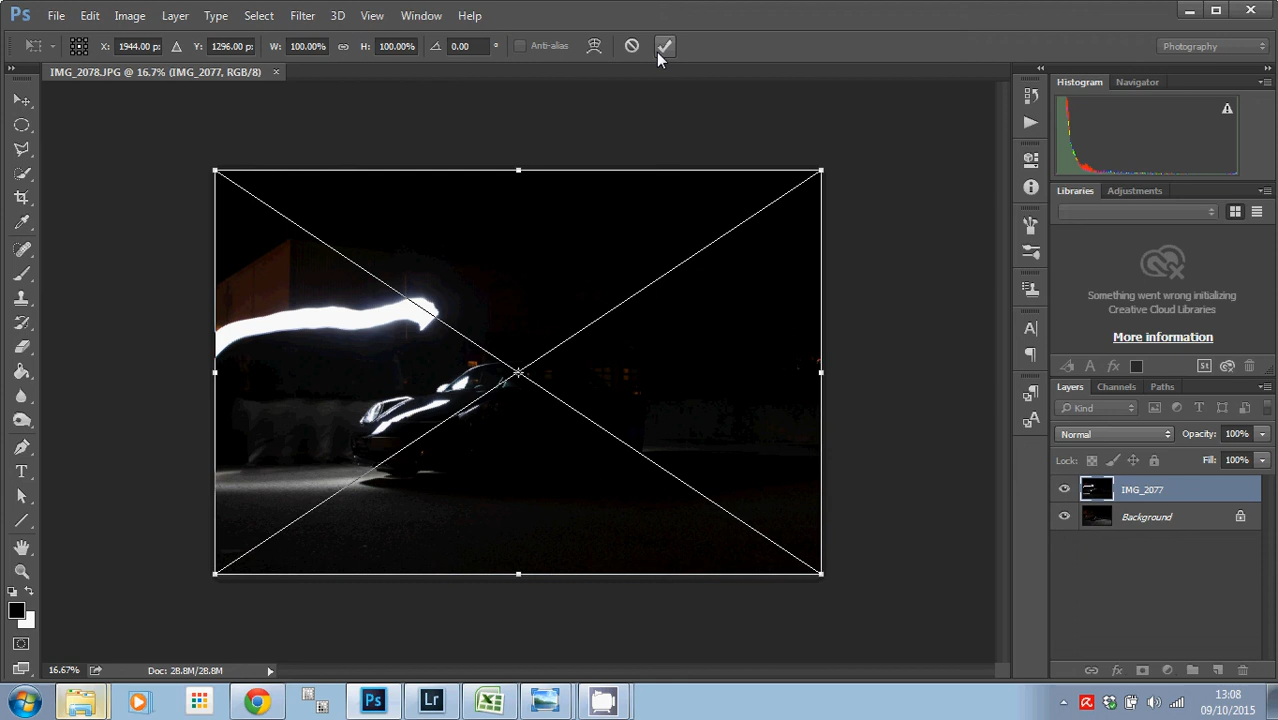 Ps File Edit Image Layer Type Select Filter 3D View Window Help
X: 1944.00 p: Y: 1296.00 p: W: 100.00% H: 100.00% 0.00 ° Anti-alias Photography
IMG_2078.JPG @ 16.7% (IMG_2077, RGB/8) ×
Histogram Navigator
Libraries Adjustments
Something went wrong initializing
Creative Cloud Libraries
More information
Layers Channels Paths
Kind
Normal Opacity: 100%
Lock: Fill: 100%
IMG_2077
Background
16.67% Doc: 28.8M/28.8M
Ps Lr
13:08
09/10/2015